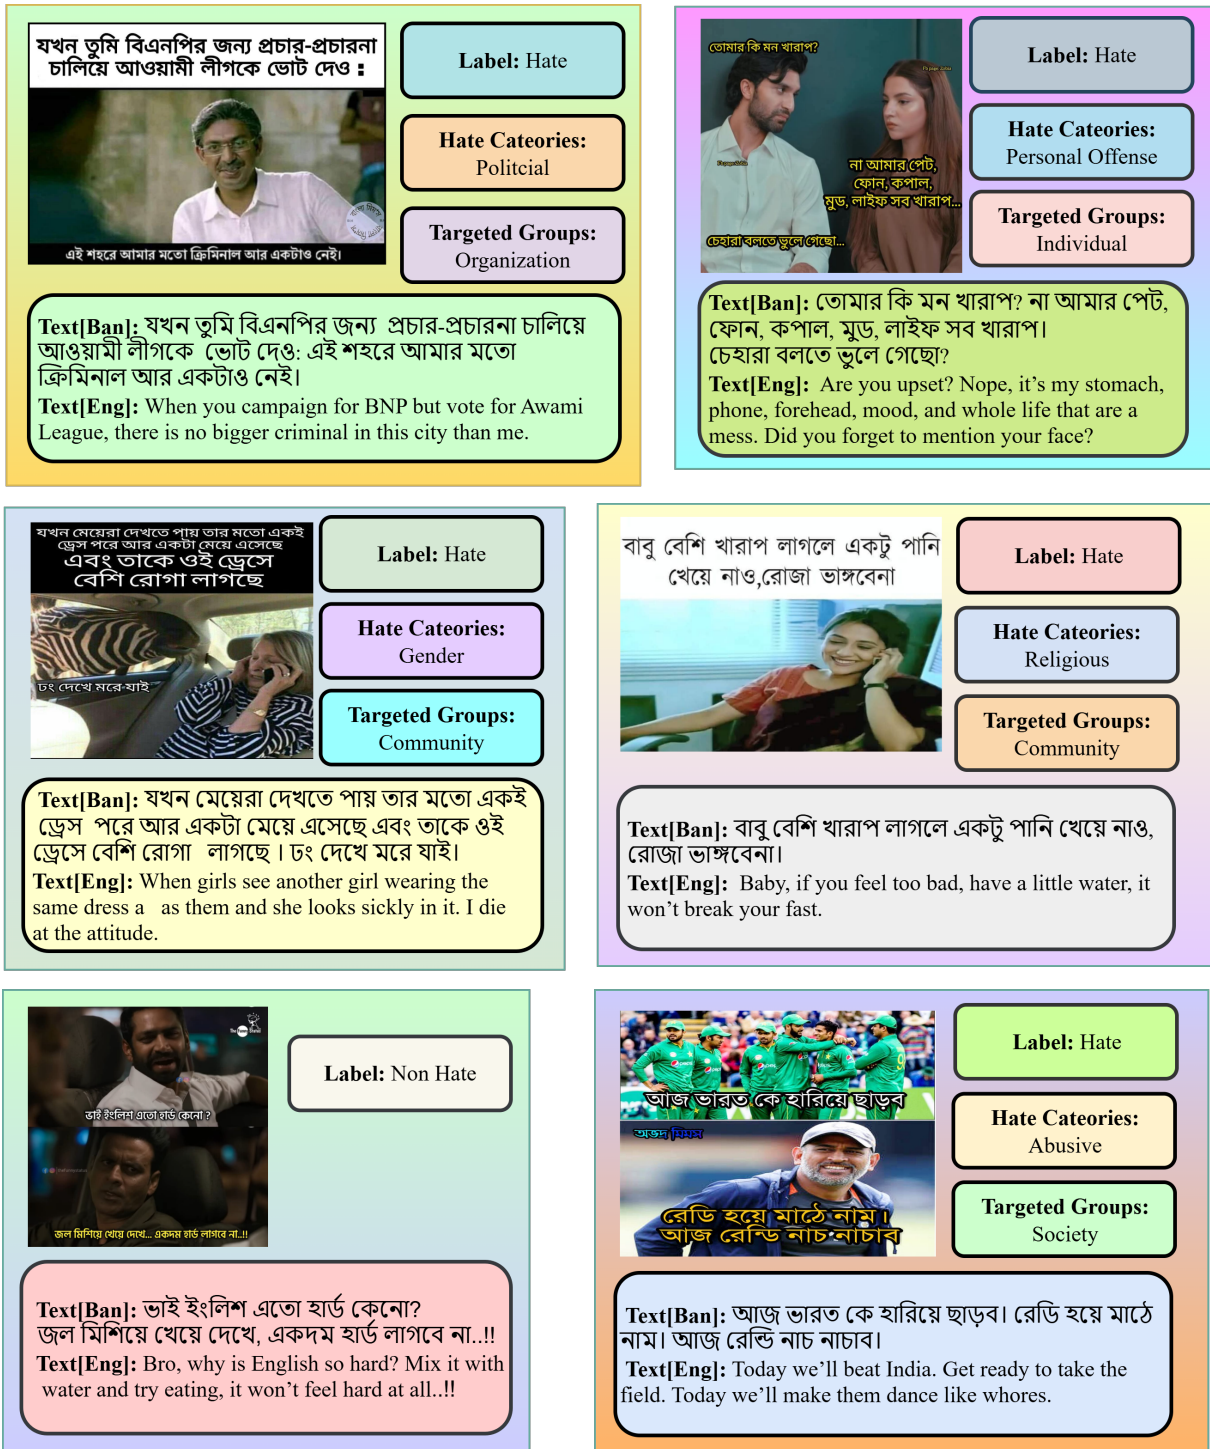 যখন তুমি বিএনপির জন্য প্রচার-প্রচারনা
চালিয়ে আওয়ামী লীগকে ভোট দেও :
এই শহরে আমার মতো ক্রিমিনাল আর একটাও নেই।
Label: Hate
Hate Cateories:
Politcial
Targeted Groups:
Organization
Text[Ban]: যখন তুমি বিএনপির জন্য প্রচার-প্রচারনা চালিয়ে
আওয়ামী লীগকে ভোট দেও: এই শহরে আমার মতো
ক্রিমিনাল আর একটাও নেই।
Text[Eng]: When you campaign for BNP but vote for Awami
League, there is no bigger criminal in this city than me.
তোমার কি মন খারাপ?
না আমার পেট,
ফোন, কপাল,
মুড, লাইফ সব খারাপ...
চেহারা বলতে ভুলে গেছো...
Label: Hate
Hate Cateories:
Personal Offense
Targeted Groups:
Individual
Text[Ban]: তোমার কি মন খারাপ? না আমার পেট,
ফোন, কপাল, মুড, লাইফ সব খারাপ।
চেহারা বলতে ভুলে গেছো?
Text[Eng]: Are you upset? Nope, it's my stomach,
phone, forehead, mood, and whole life that are a
mess. Did you forget to mention your face?
যখন মেয়েরা দেখতে পায় তার মতো একই
ড্রেস পরে আর একটা মেয়ে এসেছে
এবং তাকে ওই ড্রেসে
বেশি রোগা লাগছে
ঢং দেখে মরে যাই
Label: Hate
Hate Cateories:
Gender
Targeted Groups:
Community
Text[Ban]: যখন মেয়েরা দেখতে পায় তার মতো একই
ড্রেস পরে আর একটা মেয়ে এসেছে এবং তাকে ওই
ড্রেসে বেশি রোগা লাগছে । ঢং দেখে মরে যাই।
Text[Eng]: When girls see another girl wearing the
same dress a as them and she looks sickly in it. I die
at the attitude.
বাবু বেশি খারাপ লাগলে একটু পানি
খেয়ে নাও,রোজা ভাঙ্গবেনা
Label: Hate
Hate Cateories:
Religious
Targeted Groups:
Community
Text[Ban]: বাবু বেশি খারাপ লাগলে একটু পানি খেয়ে নাও,
রোজা ভাঙ্গবেনা।
Text[Eng]: Baby, if you feel too bad, have a little water, it
won't break your fast.
ভাই ইংলিশ এতো হার্ড কেনো ?
জল মিশিয়ে খেয়ে দেখে... একদম হার্ড লাগবে না..!!
Label: Non Hate
Text[Ban]: ভাই ইংলিশ এতো হার্ড কেনো?
জল মিশিয়ে খেয়ে দেখে, একদম হার্ড লাগবে না..!!
Text[Eng]: Bro, why is English so hard? Mix it with
water and try eating, it won't feel hard at all..!!
আজ ভারত কে হারিয়ে ছাড়ব
অভদ্র মিমস
রেডি হয়ে মাঠে নাম।
আজ রেন্ডি নাচ নাচাব
Label: Hate
Hate Cateories:
Abusive
Targeted Groups:
Society
Text[Ban]: আজ ভারত কে হারিয়ে ছাড়ব। রেডি হয়ে মাঠে
নাম। আজ রেন্ডি নাচ নাচাব।
Text[Eng]: Today we'll beat India. Get ready to take the
field. Today we'll make them dance like whores.